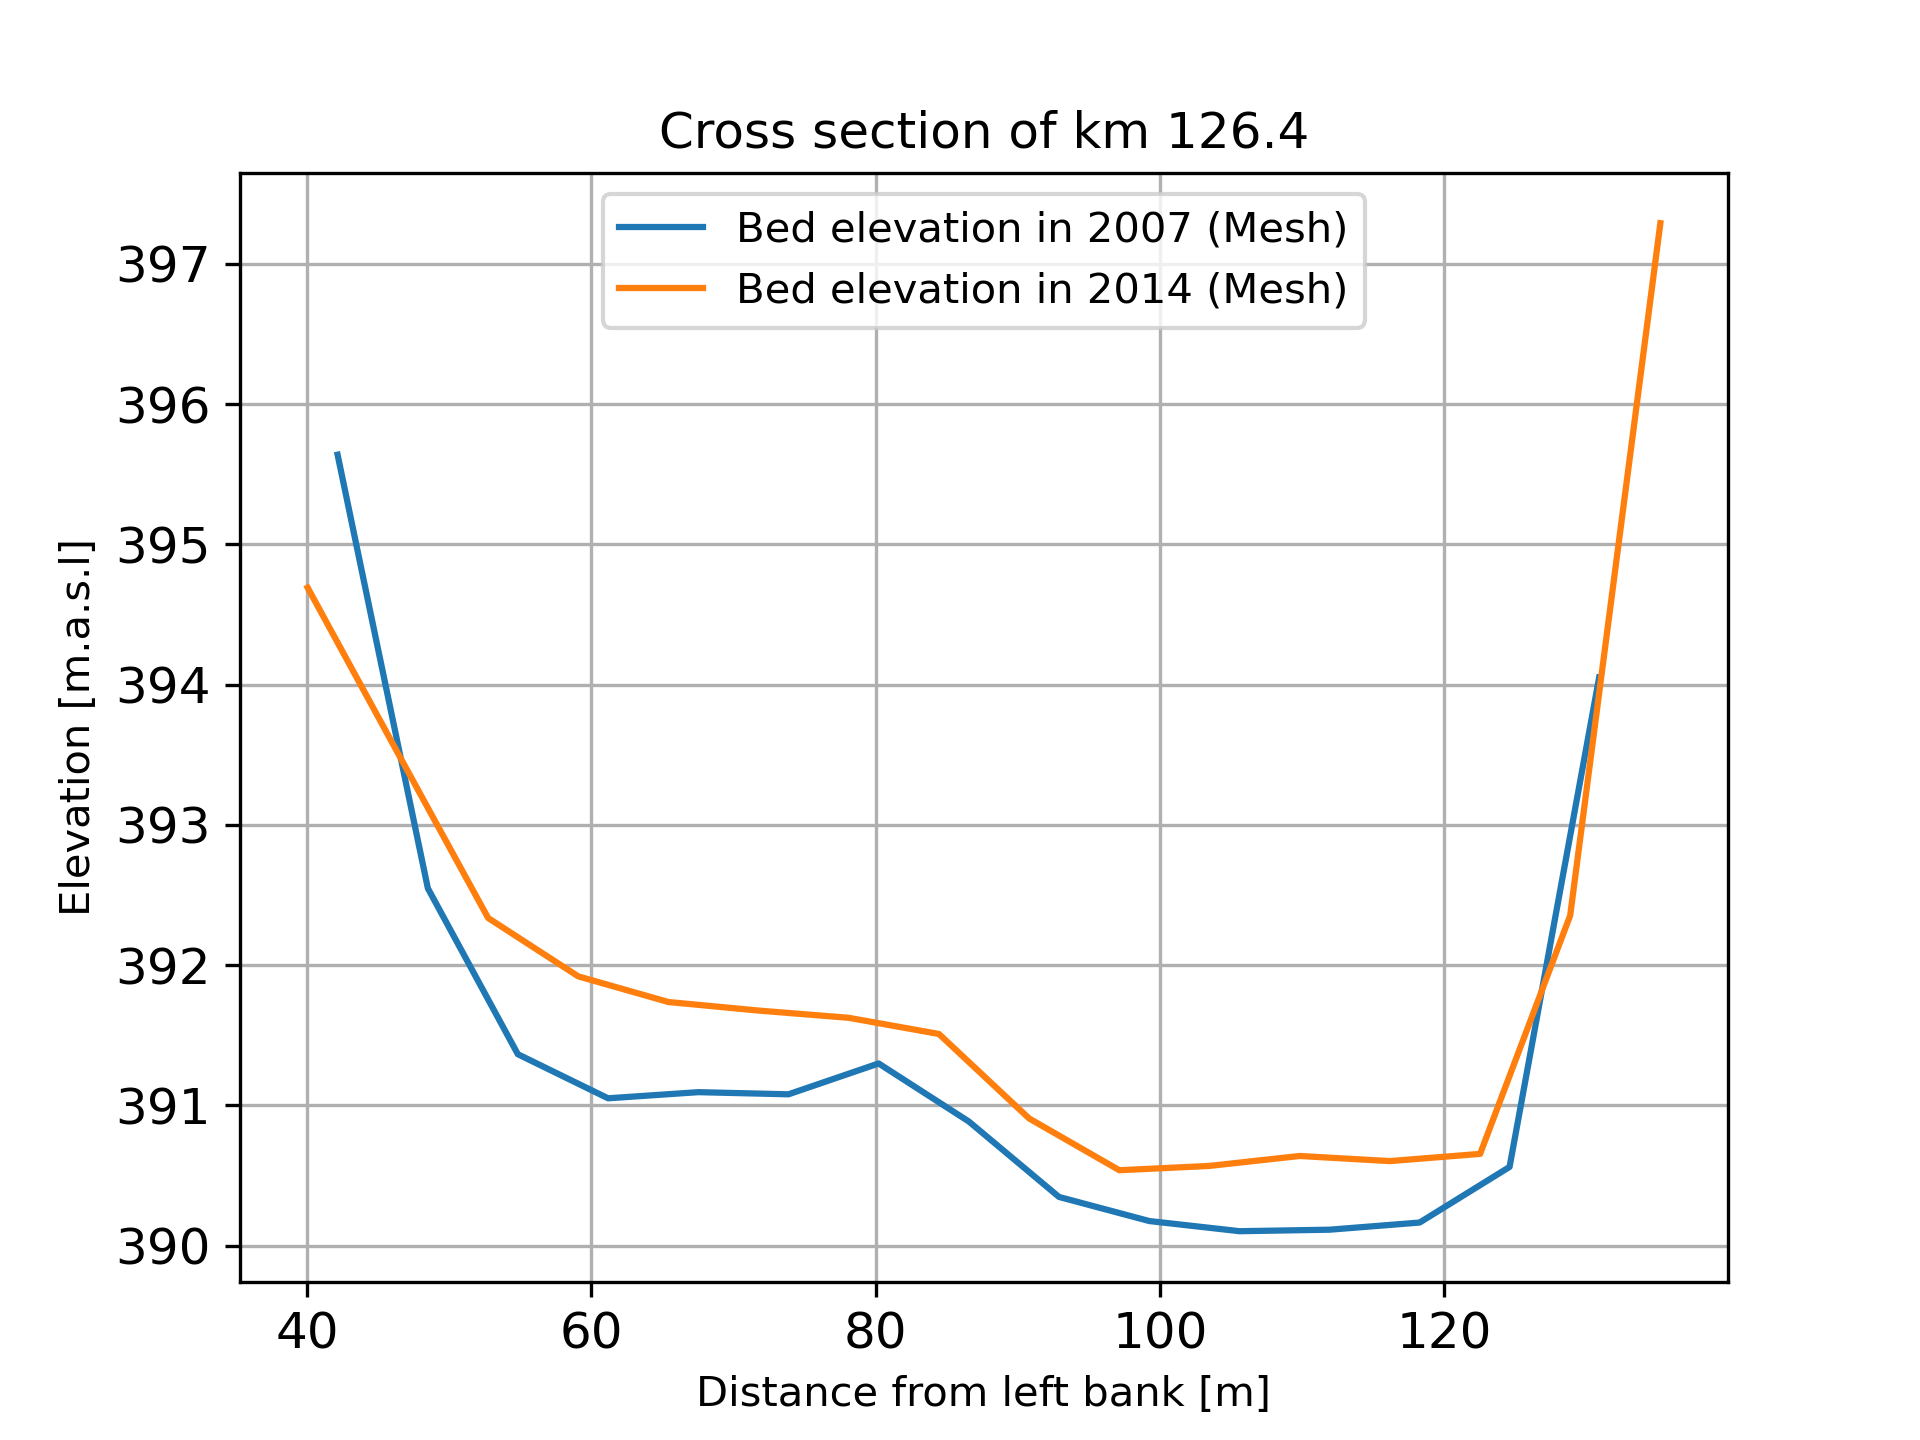 Cross section of km 126.4
Bed elevation in 2007 (Mesh)
Bed elevation in 2014 (Mesh)
397
396
395
394
393
392
391
390
Elevation [m.a.s.l]
40 60 80 100 120
Distance from left bank [m]